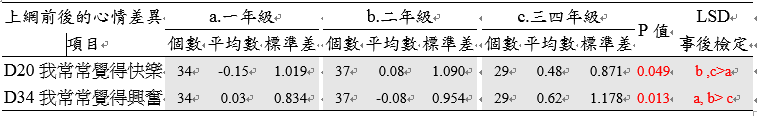 上網前後的心情差異 a.一年級 b.二年級 c.三四年級 P 值 LSD
項目 個數 平均數 標準差 個數 平均數 標準差 個數 平均數 標準差 事後檢定
D20 我常常覺得快樂 34 -0.15 1.019 37 0.08 1.090 29 0.48 0.871 0.049 b ,c>a
D34 我常常覺得興奮 34 0.03 0.834 37 -0.08 0.954 29 0.62 1.178 0.013 a, b> c